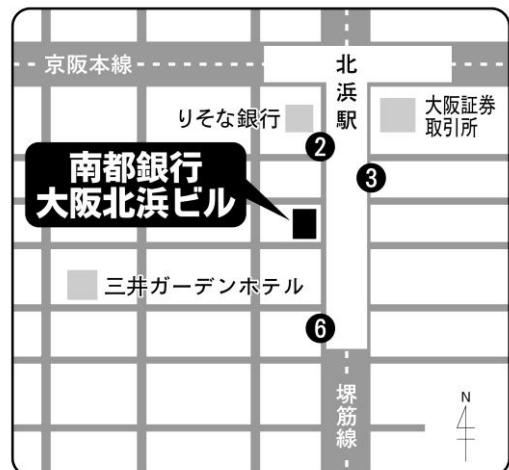 京阪本線
北浜駅
りそな銀行
大阪証券
取引所
2
3
南都銀行
大阪北浜ビル
三井ガーデンホテル
6
堺筋線
N